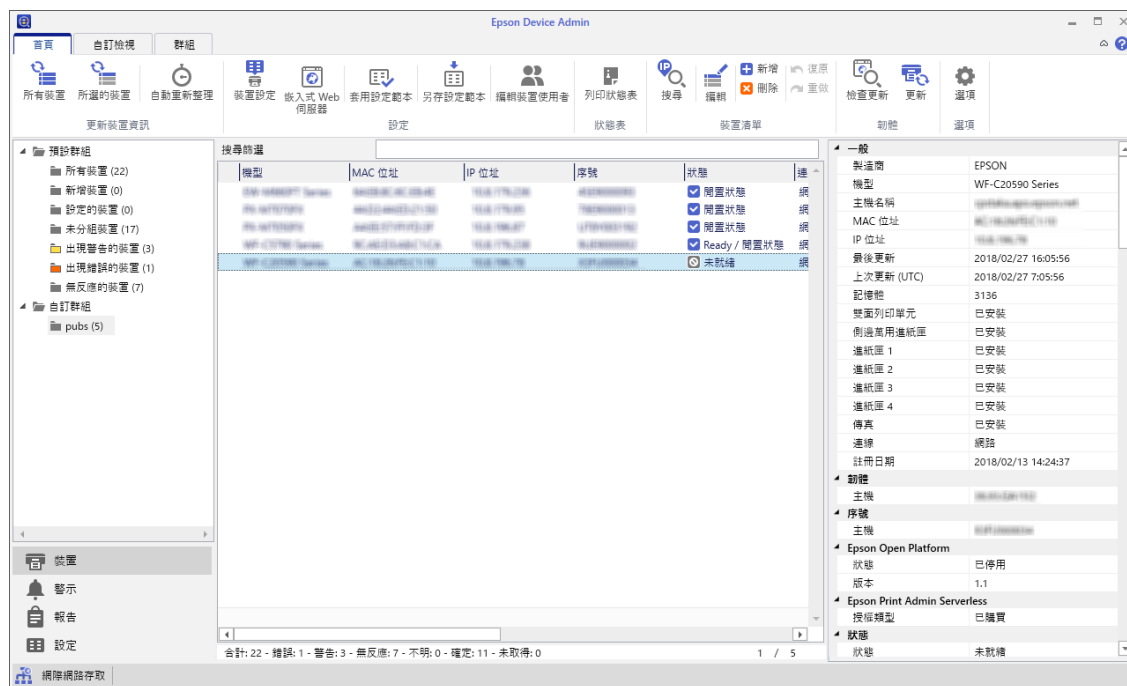 Epson Device Admin
首頁 自訂檢視 群組
所有裝置 所選的裝置 自動重新整理
更新裝置資訊
裝置設定 嵌入式 Web 伺服器 套用設定範本 另存設定範本 編輯裝置使用者
設定
列印狀態表
狀態表
搜尋 編輯 新增 刪除 復原 重做
裝置清單
檢查更新 更新
韌體
選項
選項
預設群組
所有裝置 (22)
新增裝置 (0)
設定的裝置 (0)
未分組裝置 (17)
出現警告的裝置 (3)
出現錯誤的裝置 (1)
無反應的裝置 (7)
自訂群組
pubs (5)
裝置
警示
報告
設定
網際網路存取
搜尋篩選
機型 MAC 位址 IP 位址 序號 狀態 連
閒置狀態 網
閒置狀態 網
閒置狀態 網
Ready / 閒置狀態 網
未就緒 網
合計: 22 - 錯誤: 1 - 警告: 3 - 無反應: 7 - 不明: 0 - 確定: 11 - 未取得: 0 1 / 5
一般
製造商 EPSON
機型 WF-C20590 Series
主機名稱
MAC 位址
IP 位址
最後更新 2018/02/27 16:05:56
上次更新 (UTC) 2018/02/27 7:05:56
記憶體 3136
雙面列印單元 已安裝
側邊萬用進紙匣 已安裝
進紙匣 1 已安裝
進紙匣 2 已安裝
進紙匣 3 已安裝
進紙匣 4 已安裝
傳真 已安裝
連線 網路
註冊日期 2018/02/13 14:24:37
韌體
主機
序號
主機
Epson Open Platform
狀態 已停用
版本 1.1
Epson Print Admin Serverless
授權類型 已購買
狀態
狀態 未就緒